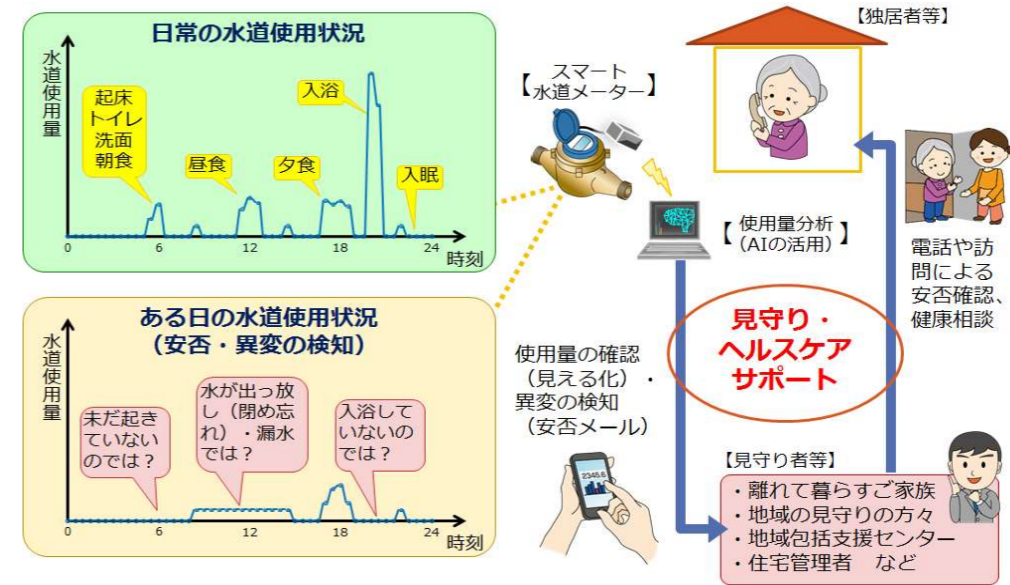 日常の水道使用状況
水道使用量
起床
トイレ
洗面
朝食
昼食
夕食
入浴
入眠
0 6 12 18 24
時刻
ある日の水道使用状況
（安否・異変の検知）
水道使用量
未だ起き
ていない
のでは？
水が出っ放
し（閉め忘
れ）・漏水
では？
入浴して
いないの
では？
0 6 12 18 24
時刻
【スマート
水道メーター】
【独居者等】
【使用量分析
（AIの活用）】
電話や訪
問による
安否確認、
健康相談
見守り・
ヘルスケア
サポート
使用量の確認
（見える化）・
異変の検知
（安否メール）
2345.6
【見守り者等】
・離れて暮らすご家族
・地域の見守りの方々
・地域包括支援センター
・住宅管理者　など